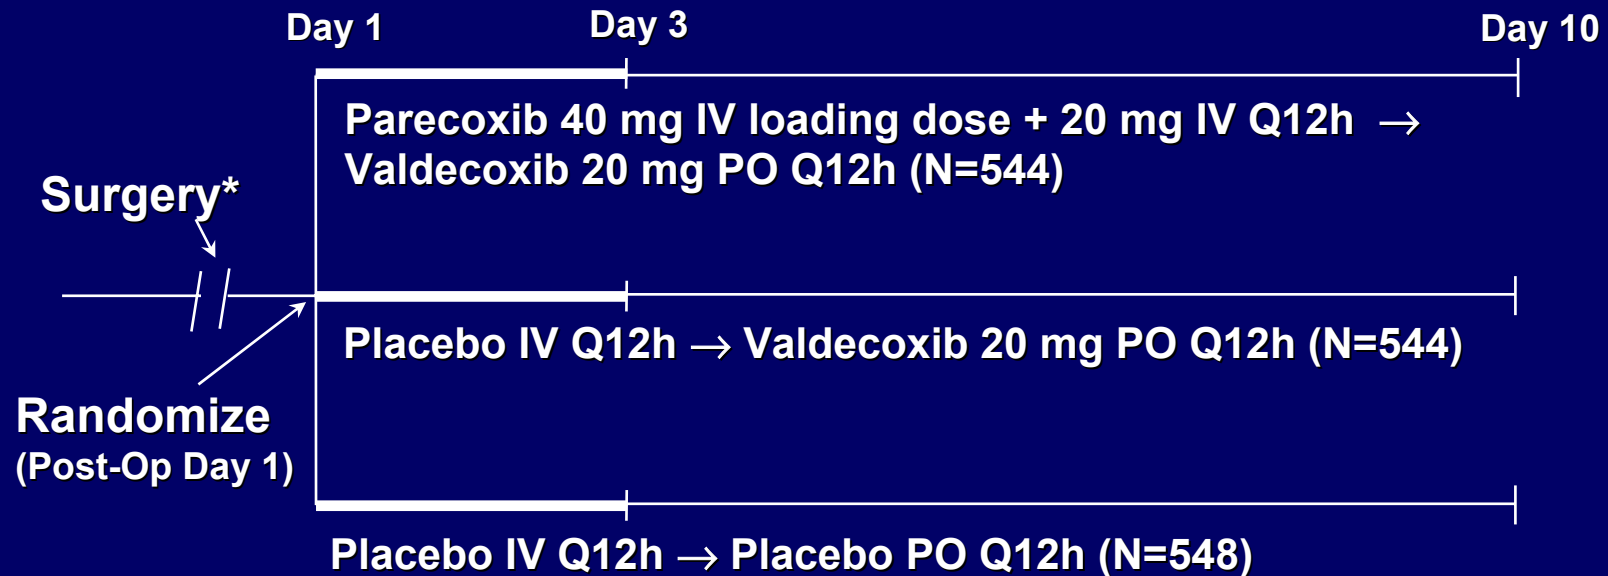 Day 1
Day 3
Day 10
Parecoxib 40 mg IV loading dose + 20 mg IV Q12h →
Valdecoxib 20 mg PO Q12h (N=544)
Surgery*
Placebo IV Q12h → Valdecoxib 20 mg PO Q12h (N=544)
Randomize
(Post-Op Day 1)
Placebo IV Q12h → Placebo PO Q12h (N=548)